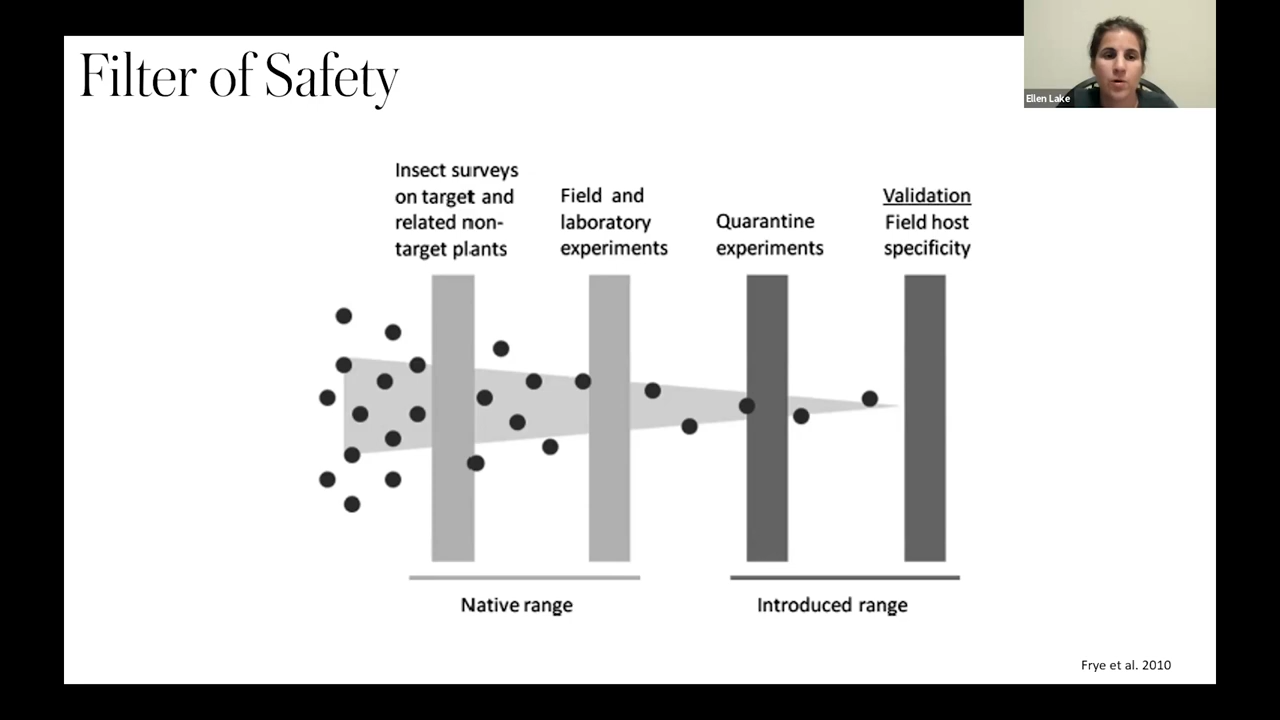 Filter of Safety
Ellen Lake
Insect surveys
on target and
related non-
target plants
Field and
laboratory
experiments
Quarantine
experiments
Validation
Field host
specificity
Native range
Introduced range
Frye et al. 2010